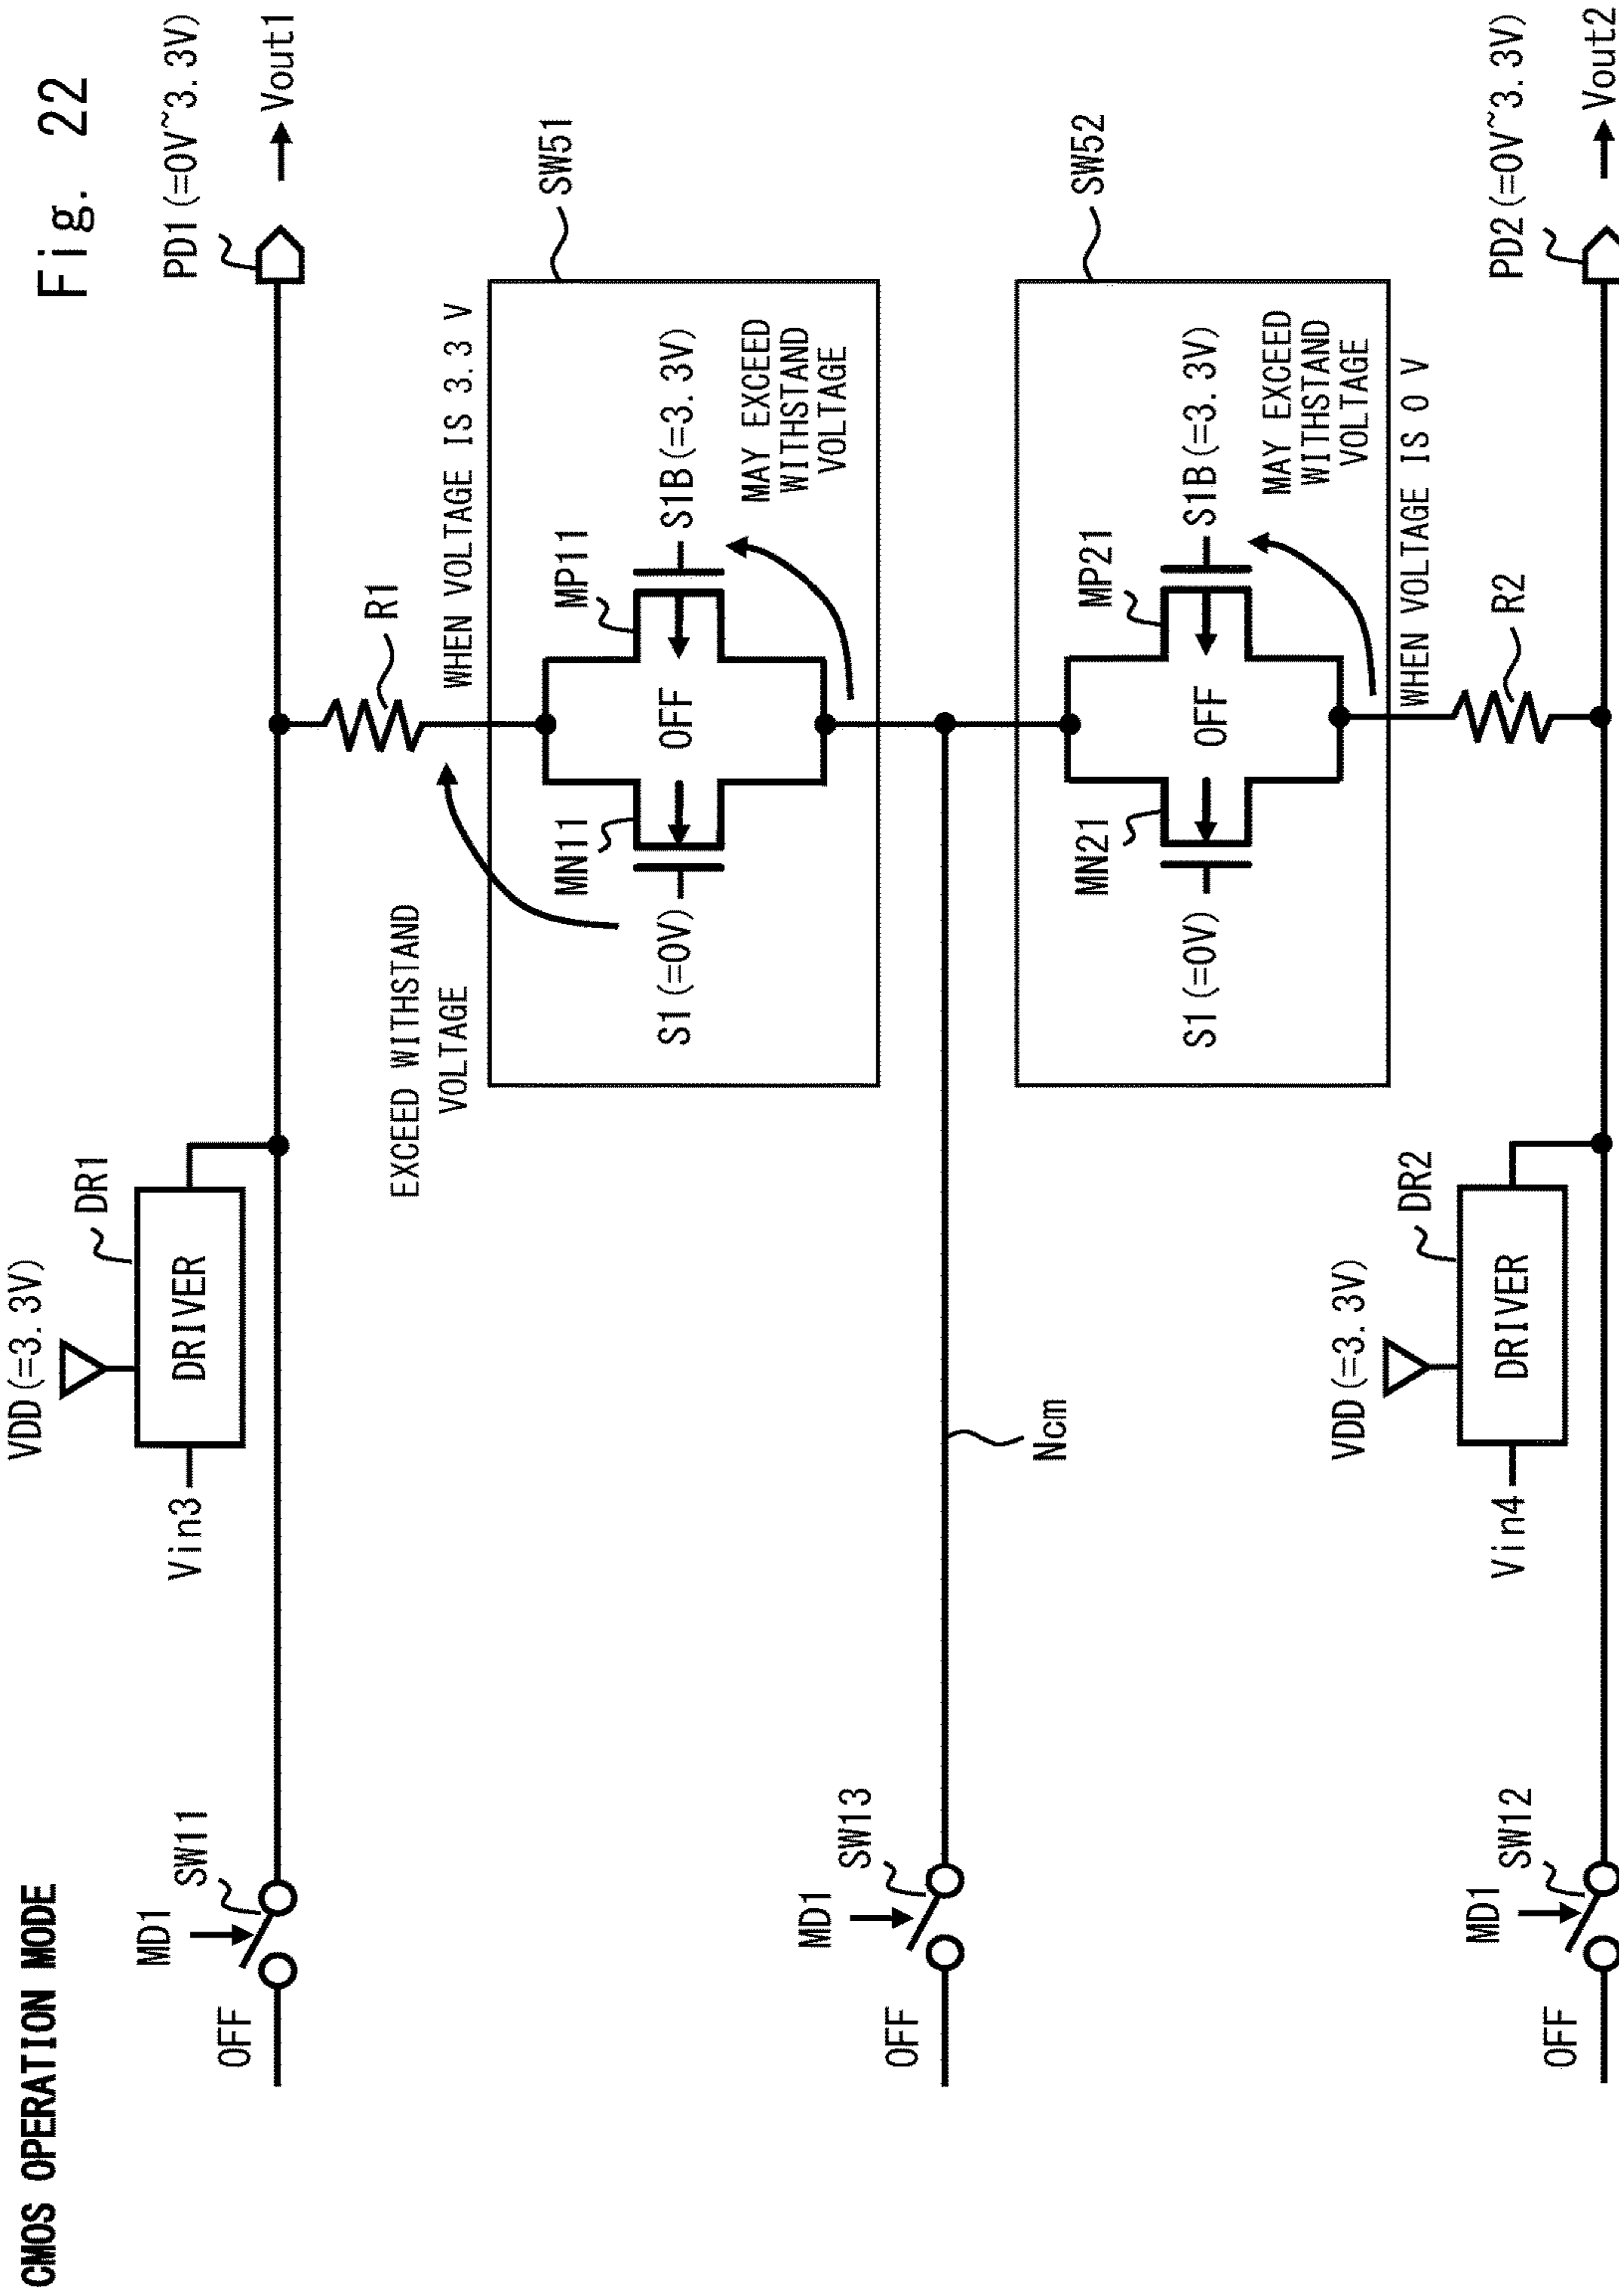 Fig. 22
CMOS OPERATION MODE
VDD(=3.3V)
DR1
DRIVER
Vin3
MD1
SW11
OFF
PD1(=0V~3.3V)
Vout1
R1
WHEN VOLTAGE IS 3.3 V
EXCEED WITHSTAND
VOLTAGE
SW51
MN11
MP11
S1(=0V)
OFF
S1B(=3.3V)
MAY EXCEED
WITHSTAND
VOLTAGE
MD1
SW13
OFF
Ncm
SW52
MN21
MP21
S1(=0V)
OFF
S1B(=3.3V)
MAY EXCEED
WITHSTAND
VOLTAGE
WHEN VOLTAGE IS 0 V
R2
VDD(=3.3V)
DR2
DRIVER
Vin4
MD1
SW12
OFF
PD2(=0V~3.3V)
Vout2